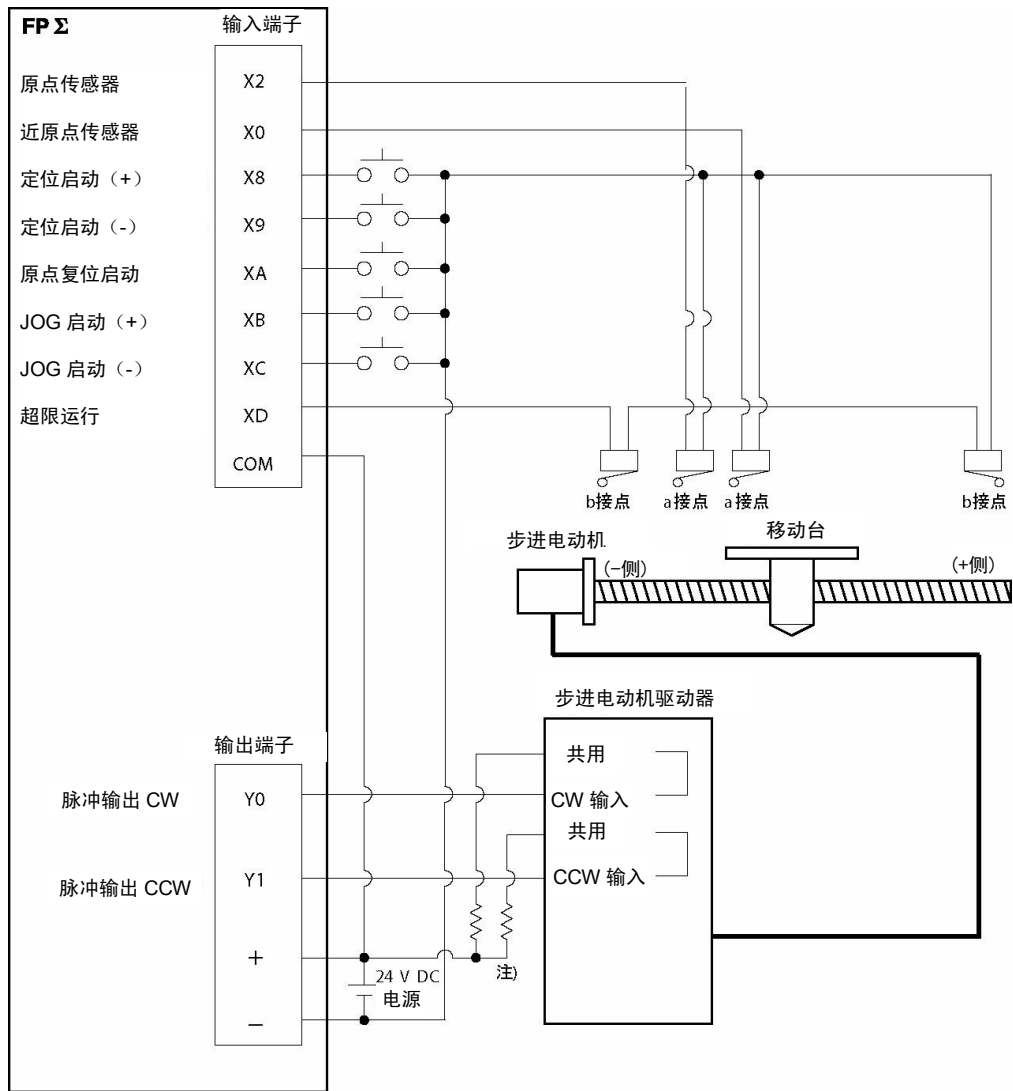 FPΣ
输入端子
原点传感器 X2
近原点传感器 X0
定位启动（+） X8
定位启动（-） X9
原点复位启动 XA
JOG 启动（+） XB
JOG 启动（-） XC
超限运行 XD
COM
b接点 a接点 a接点 b接点
步进电动机 移动台
(−侧) (+侧)
步进电动机驱动器
输出端子
共用
脉冲输出 CW Y0 CW 输入
共用
脉冲输出 CCW Y1 CCW 输入
+
24 V DC 注)
电源
−